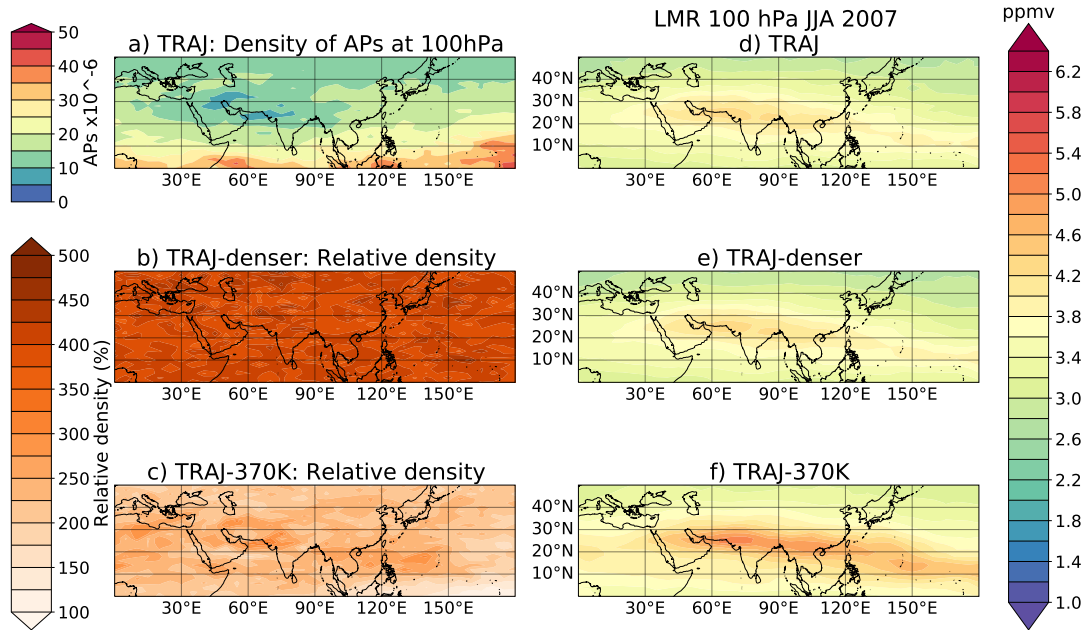 ppmv
LMR 100 hPa JJA 2007
a) TRAJ: Density of APs at 100hPa
d) TRAJ
50
40
30
20
10
0
APs x10^-6
30°E 60°E 90°E 120°E 150°E
40°N
30°N
20°N
10°N
30°E 60°E 90°E 120°E 150°E
b) TRAJ-denser: Relative density
e) TRAJ-denser
500
450
400
350
300
250
200
150
100
Relative density (%)
30°E 60°E 90°E 120°E 150°E
40°N
30°N
20°N
10°N
30°E 60°E 90°E 120°E 150°E
c) TRAJ-370K: Relative density
f) TRAJ-370K
30°E 60°E 90°E 120°E 150°E
40°N
30°N
20°N
10°N
30°E 60°E 90°E 120°E 150°E
6.2
5.8
5.4
5.0
4.6
4.2
3.8
3.4
3.0
2.6
2.2
1.8
1.4
1.0